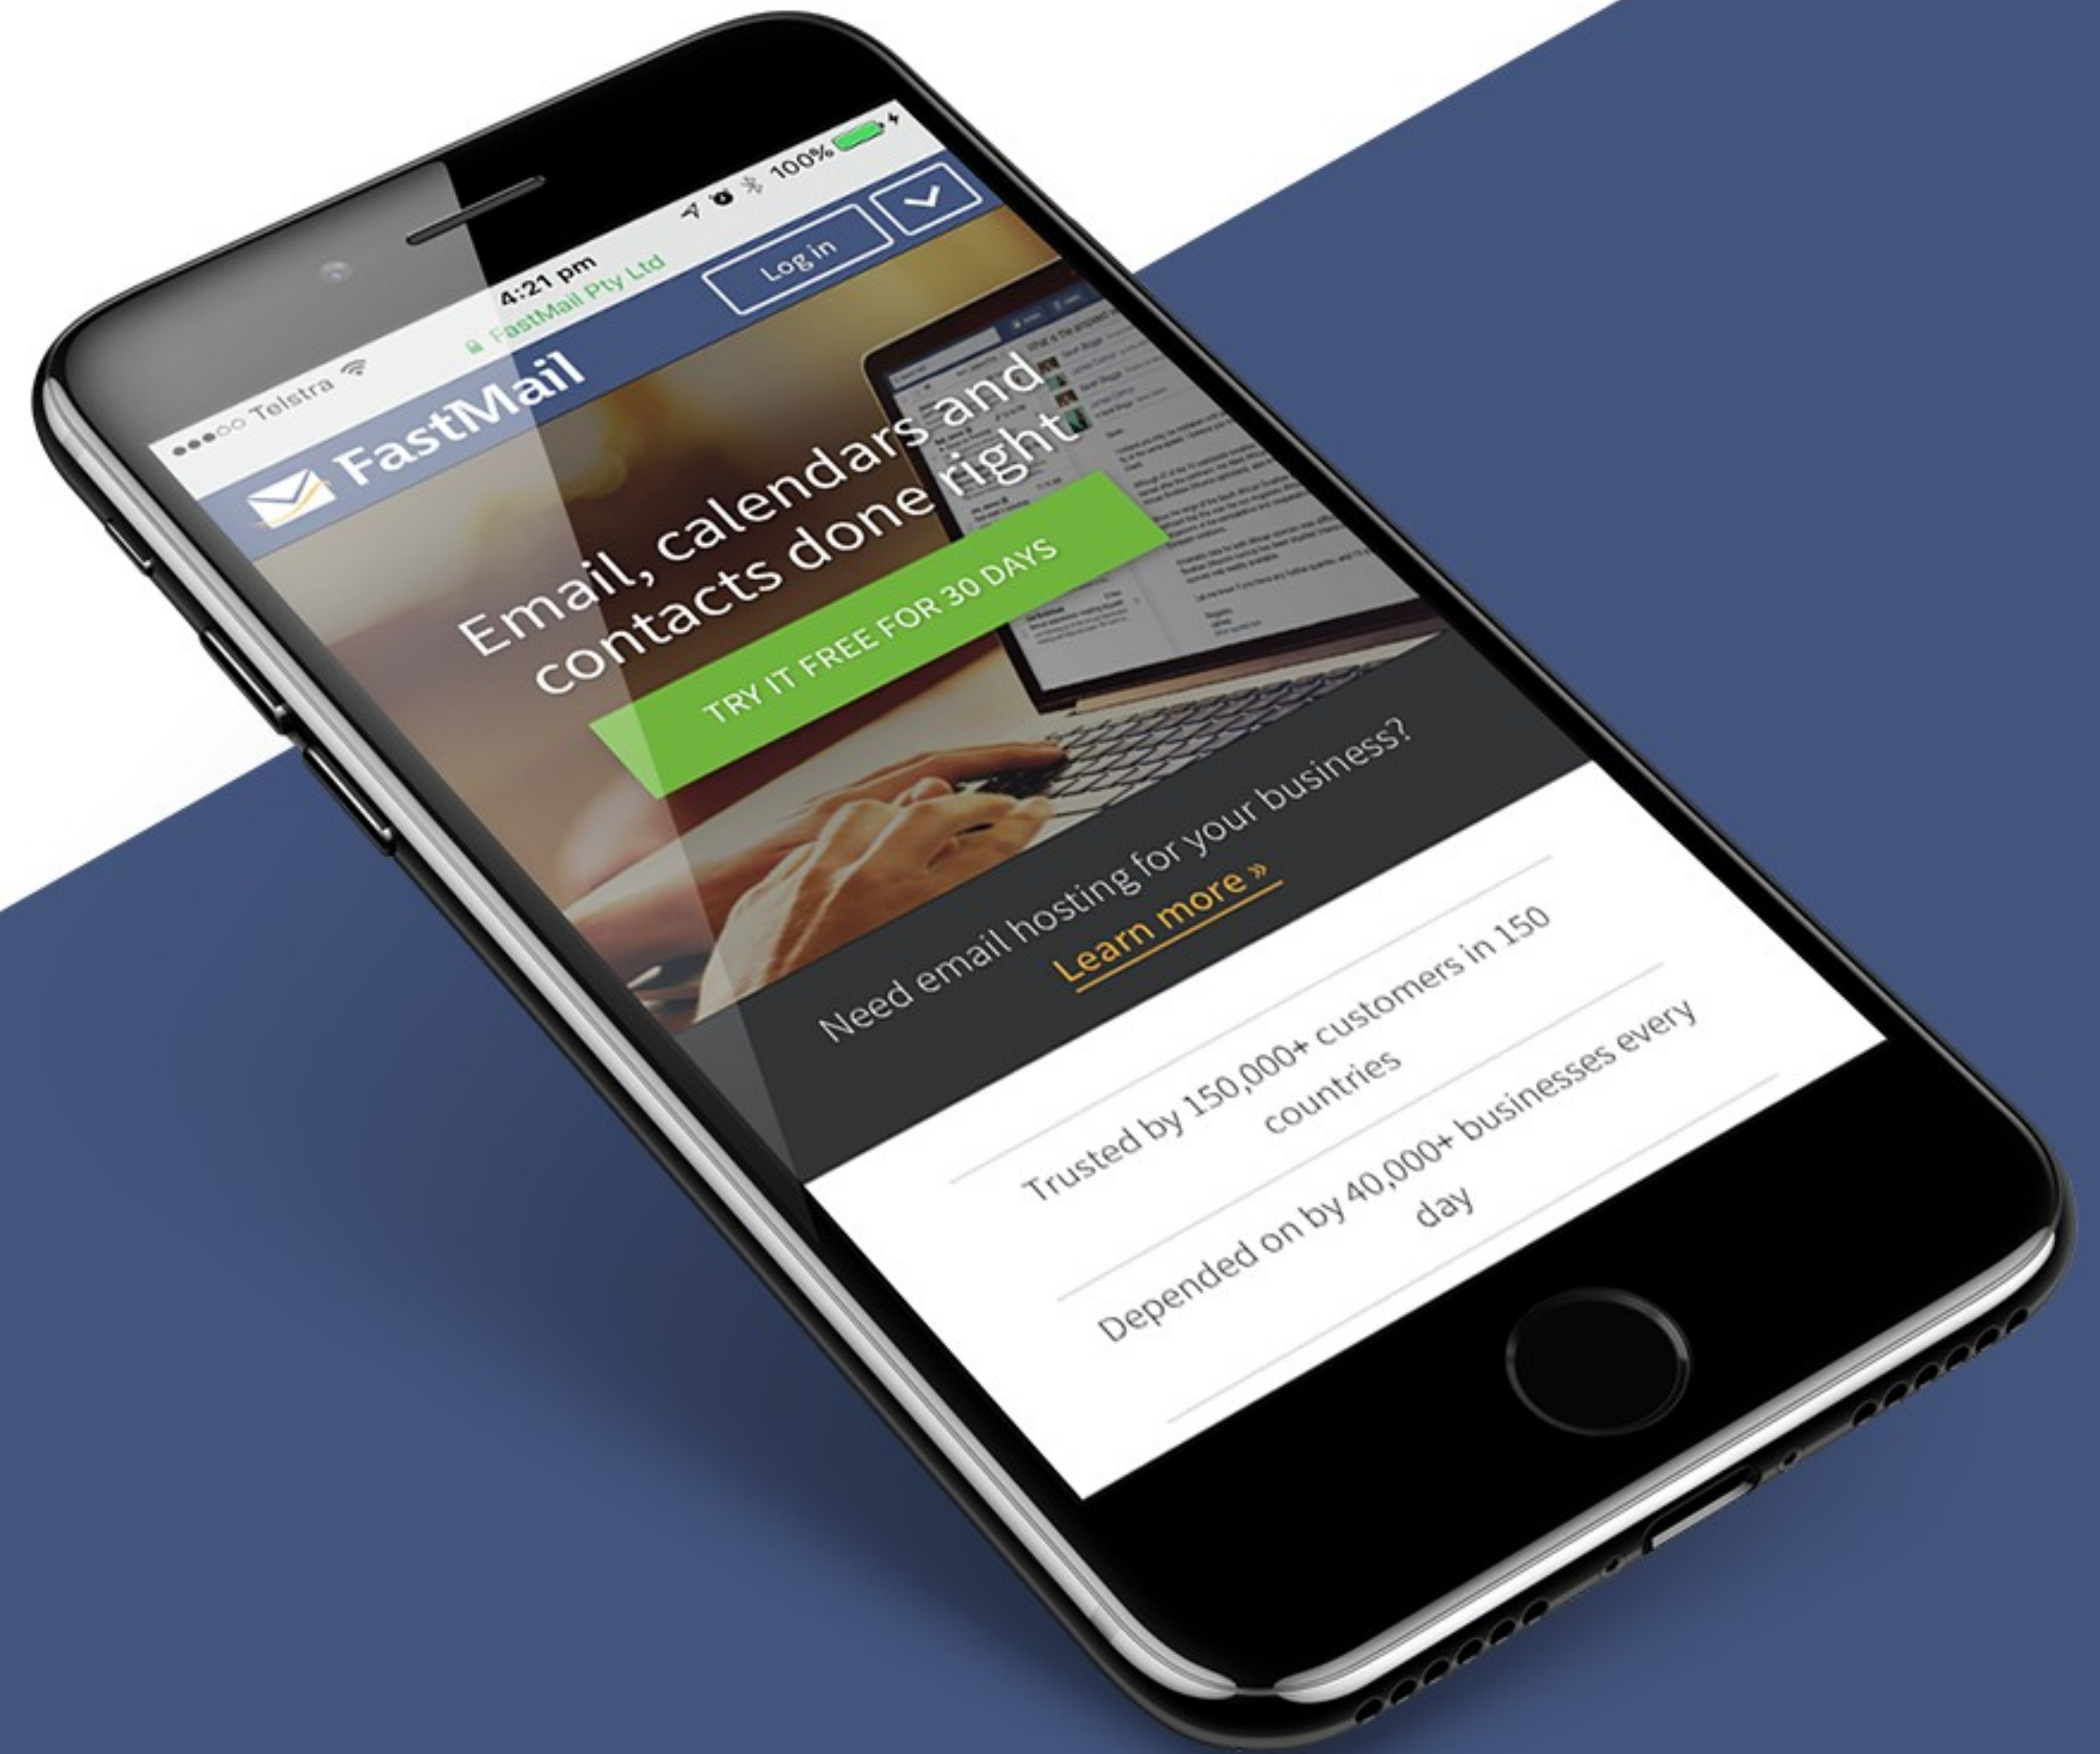 Telstra
4:21 pm
100%
FastMail Pty Ltd
FastMail
Log in
Email, calendars and
contacts done right
TRY IT FREE FOR 30 DAYS
Need email hosting for your business?
Learn more »
Trusted by 150,000+ customers in 150
countries
Depended on by 40,000+ businesses every
day